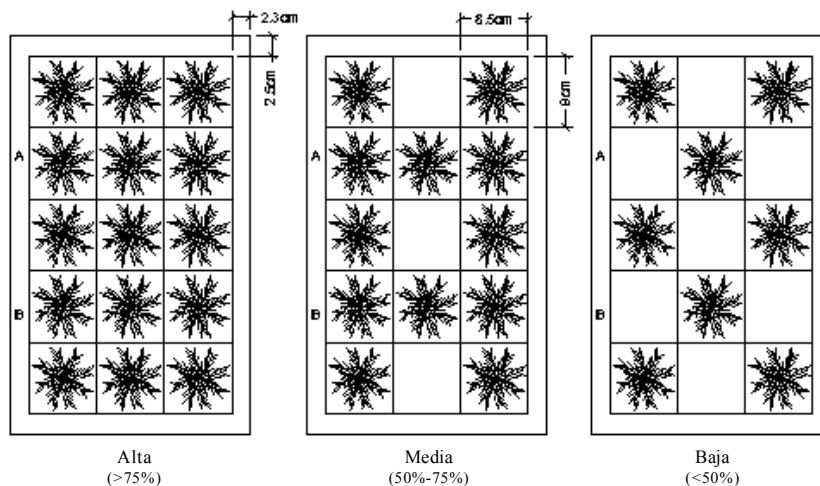 2.3cm
2.5cm
8.5cm
9cm
A
B
A
B
A
B
Alta
(>75%)
Media
(50%-75%)
Baja
(<50%)